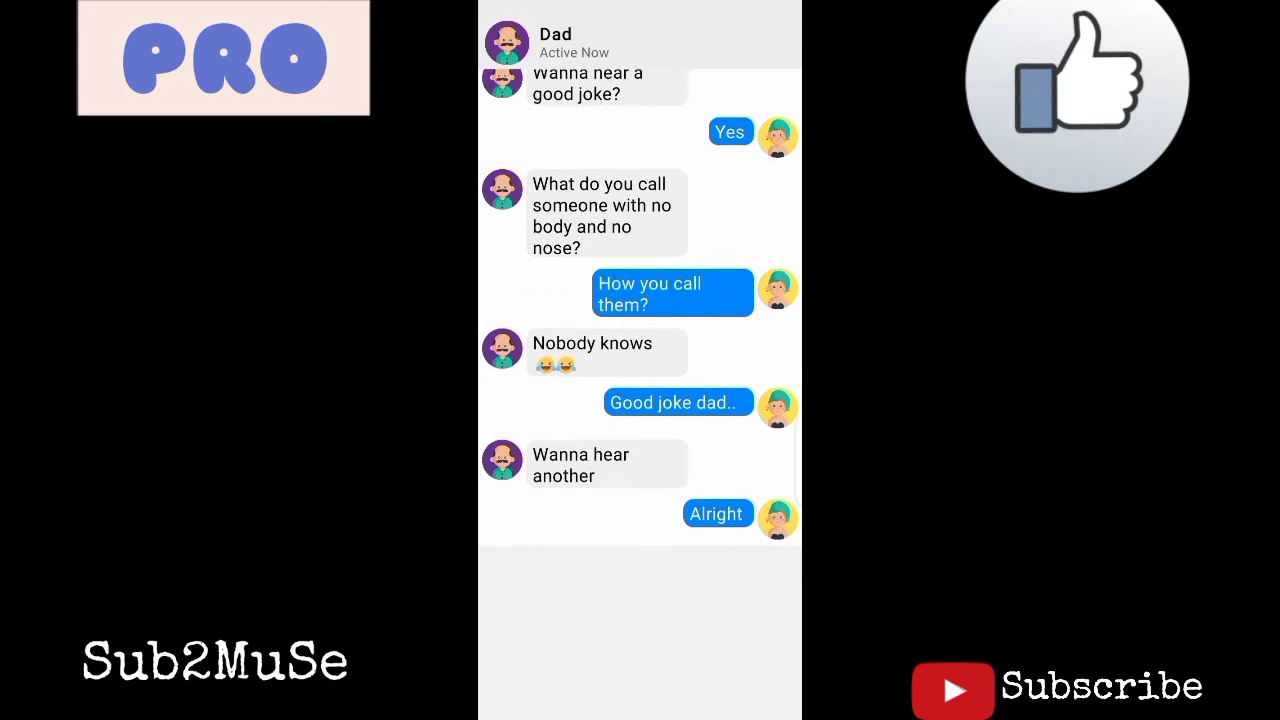 PRO
Dad
Active Now
Wanna hear a
good joke?
Yes
What do you call
someone with no
body and no
nose?
How you call
them?
Nobody knows
😂😂
Good joke dad..
Wanna hear
another
Alright
Sub2MuSe
Subscribe